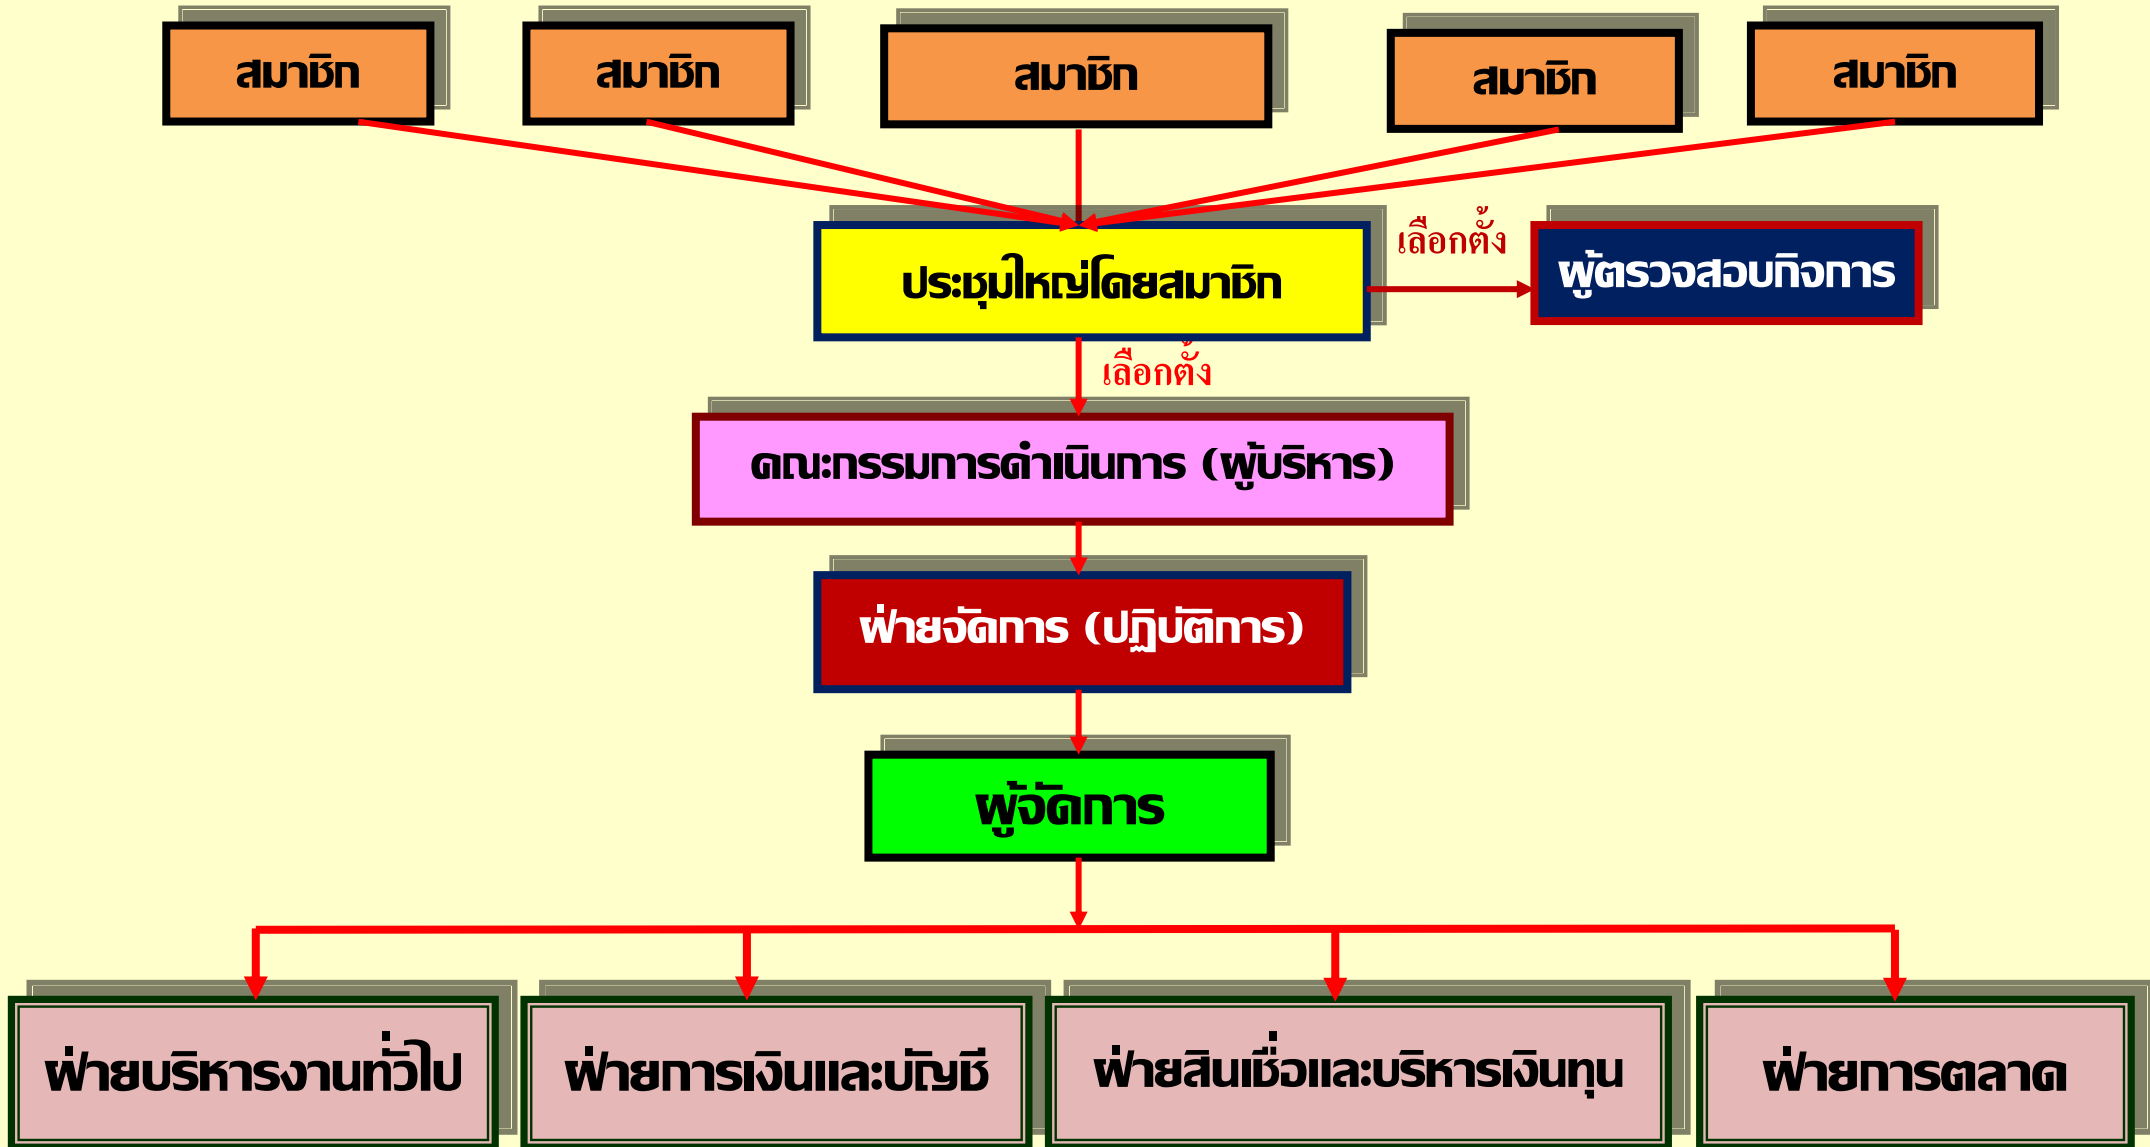 สมาชิก
สมาชิก
สมาชิก
สมาชิก
สมาชิก
ประชุมใหญ่โดยสมาชิก
เลือกตั้ง
ผู้ตรวจสอบกิจการ
เลือกตั้ง
คณะกรรมการดำเนินการ (ผู้บริหาร)
ฝ่ายจัดการ (ปฏิบัติการ)
ผู้จัดการ
ฝ่ายบริหารงานทั่วไป
ฝ่ายการเงินและบัญชี
ฝ่ายสินเชื่อและบริหารเงินทุน
ฝ่ายการตลาด